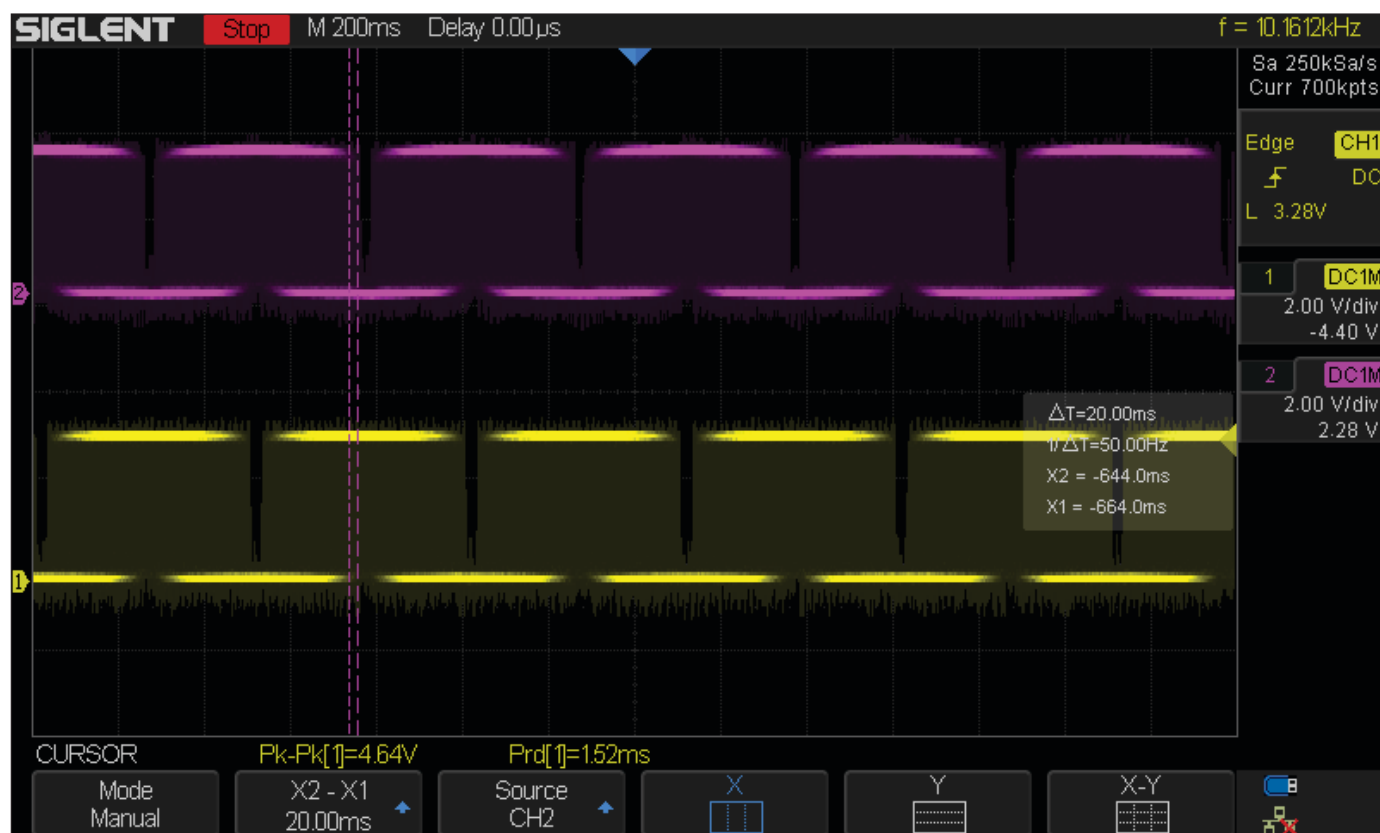 SIGLENT Stop M 200ms Delay 0.00µs f = 10.1612kHz
Sa 250kSa/s
Curr 700kpts
Edge CH1
DC
L 3.28V
1 DC1M
2.00 V/div
-4.40 V
2 DC1M
2.00 V/div
2.28 V
2
1
ΔT=20.00ms
1/ΔT=50.00Hz
X2 = -644.0ms
X1 = -664.0ms
CURSOR Pk-Pk[1]=4.64V Prd[1]=1.52ms
Mode
Manual
X2 - X1
20.00ms
Source
CH2
X
Y
X-Y